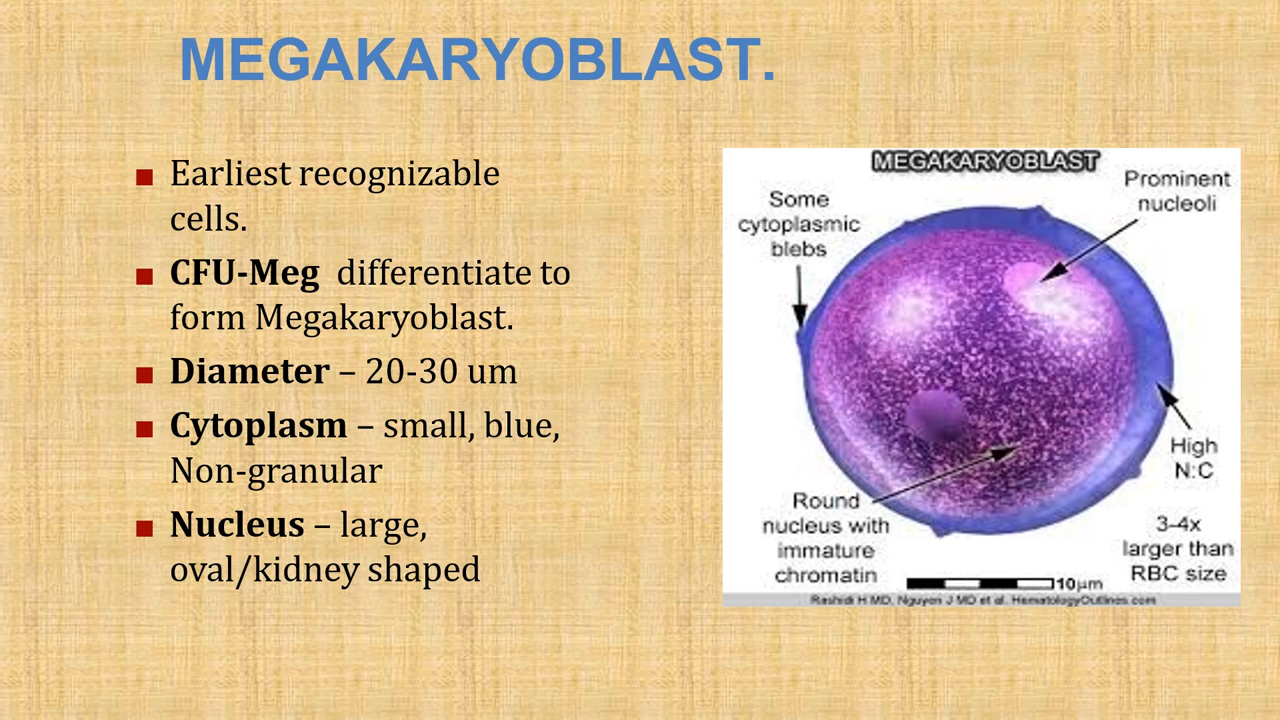 MEGAKARYOBLAST.
■ Earliest recognizable
cells.
■ CFU-Meg differentiate to
form Megakaryoblast.
■ Diameter – 20-30 um
■ Cytoplasm – small, blue,
Non-granular
■ Nucleus – large,
oval/kidney shaped
MEGAKARYOBLAST
Prominent
nucleoli
Some
cytoplasmic
blebs
High
N:C
Round
nucleus with
immature
chromatin
3-4x
larger than
RBC size
10μm
Rashidi H MD, Nguyen J MD et al. HematologyOutlines.com